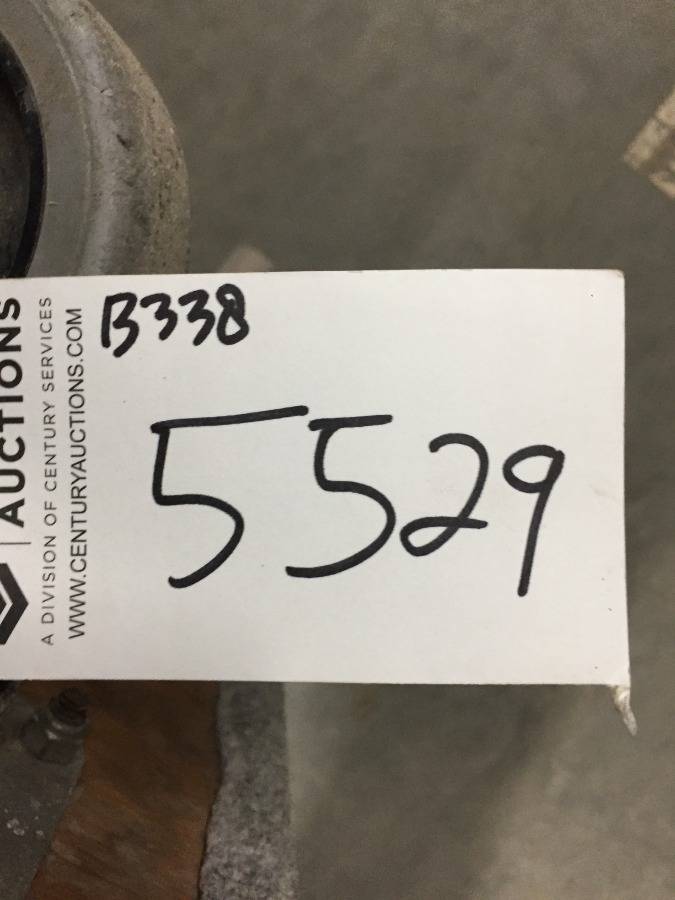 B338
5529
AUCTIONS
A DIVISION OF CENTURY SERVICES
WWW.CENTURYAUCTIONS.COM